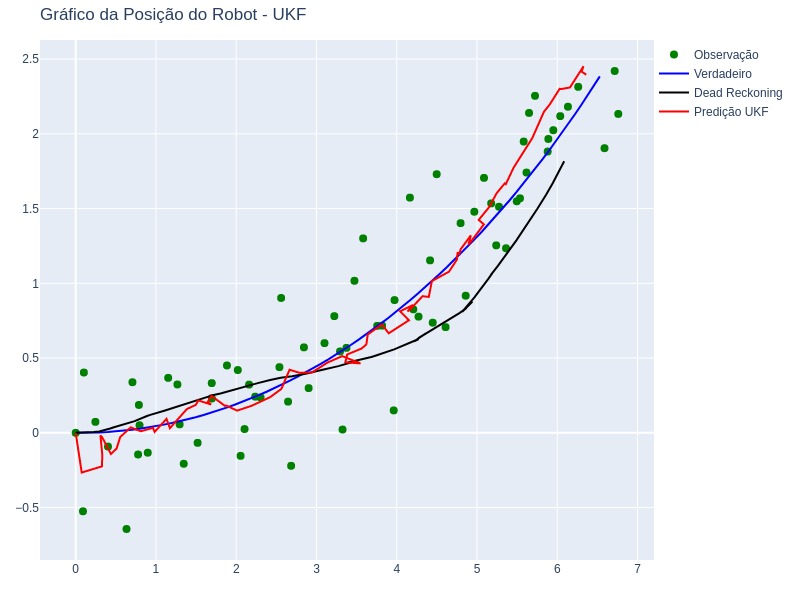 Gráfico da Posição do Robot - UKF
Observação
Verdadeiro
Dead Reckoning
Predição UKF
2.5
2
1.5
1
0.5
0
−0.5
0 1 2 3 4 5 6 7